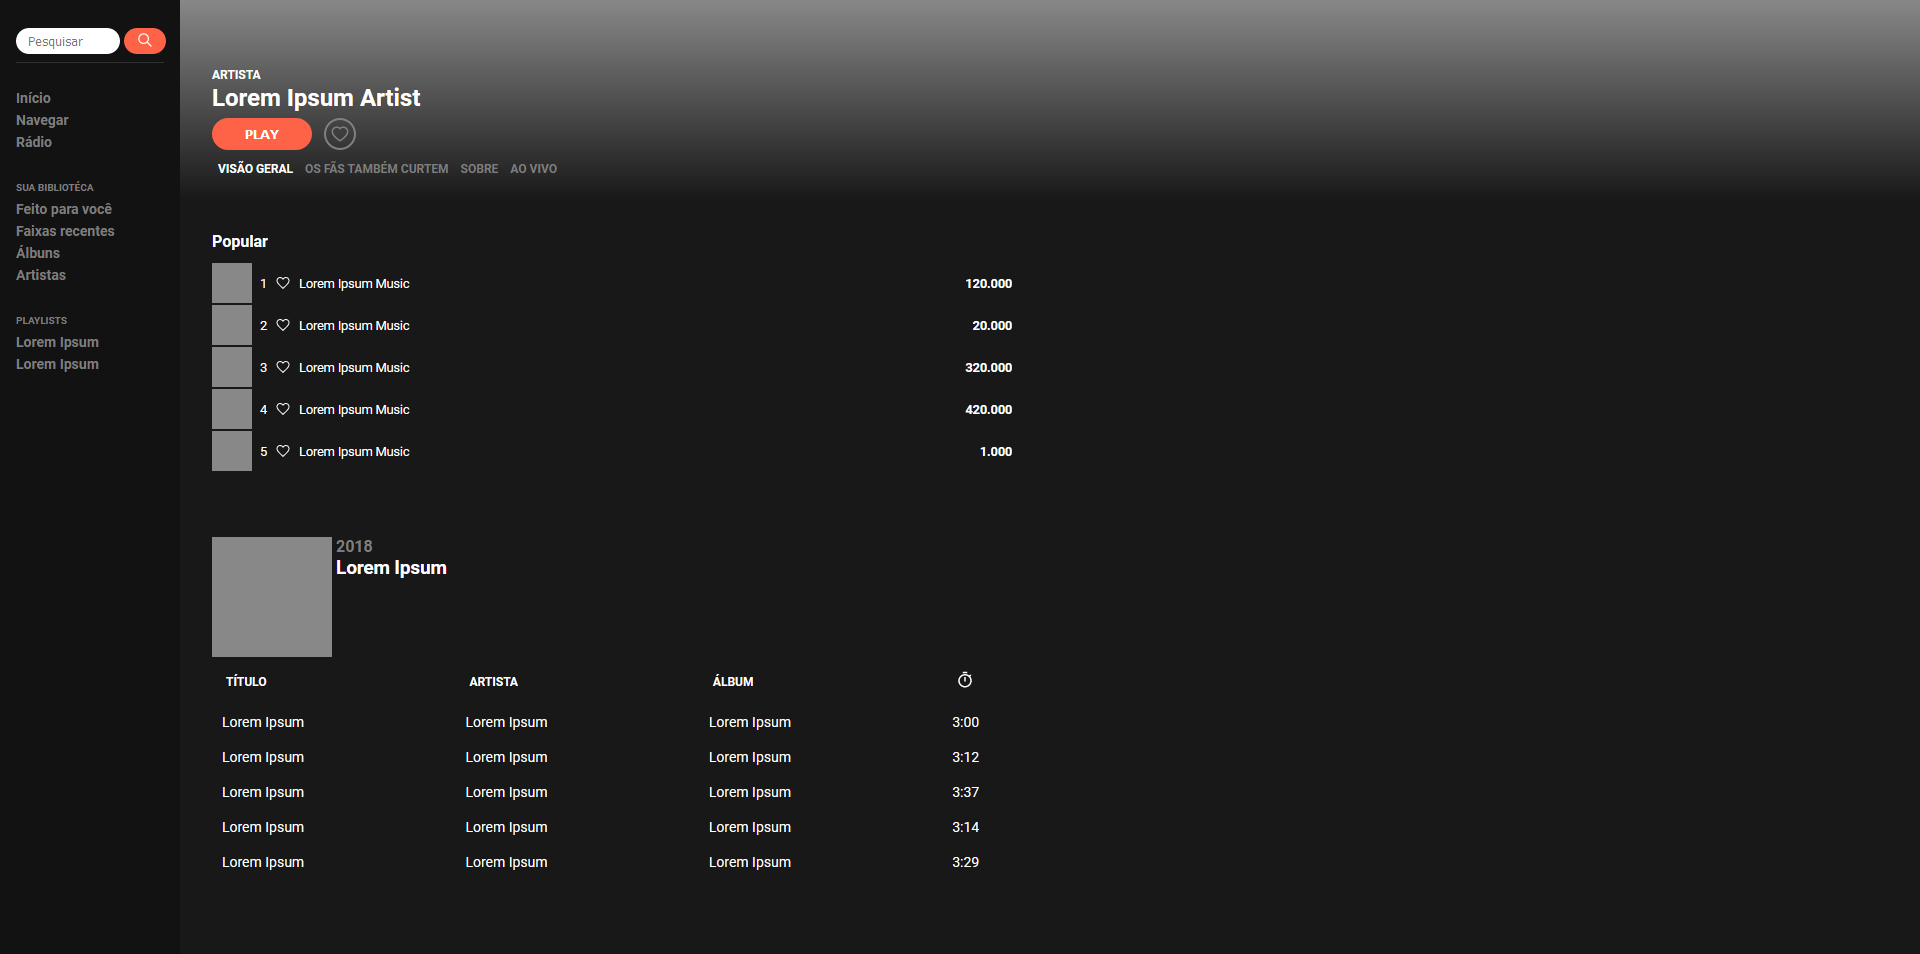 Pesquisar
Início
Navegar
Rádio
SUA BIBLIOTÉCA
Feito para você
Faixas recentes
Álbuns
Artistas
PLAYLISTS
Lorem Ipsum
Lorem Ipsum
ARTISTA
Lorem Ipsum Artist
PLAY
VISÃO GERAL OS FÃS TAMBÉM CURTEM SOBRE AO VIVO
Popular
1 Lorem Ipsum Music 120.000
2 Lorem Ipsum Music 20.000
3 Lorem Ipsum Music 320.000
4 Lorem Ipsum Music 420.000
5 Lorem Ipsum Music 1.000
2018
Lorem Ipsum
TÍTULO ARTISTA ÁLBUM
Lorem Ipsum Lorem Ipsum Lorem Ipsum 3:00
Lorem Ipsum Lorem Ipsum Lorem Ipsum 3:12
Lorem Ipsum Lorem Ipsum Lorem Ipsum 3:37
Lorem Ipsum Lorem Ipsum Lorem Ipsum 3:14
Lorem Ipsum Lorem Ipsum Lorem Ipsum 3:29